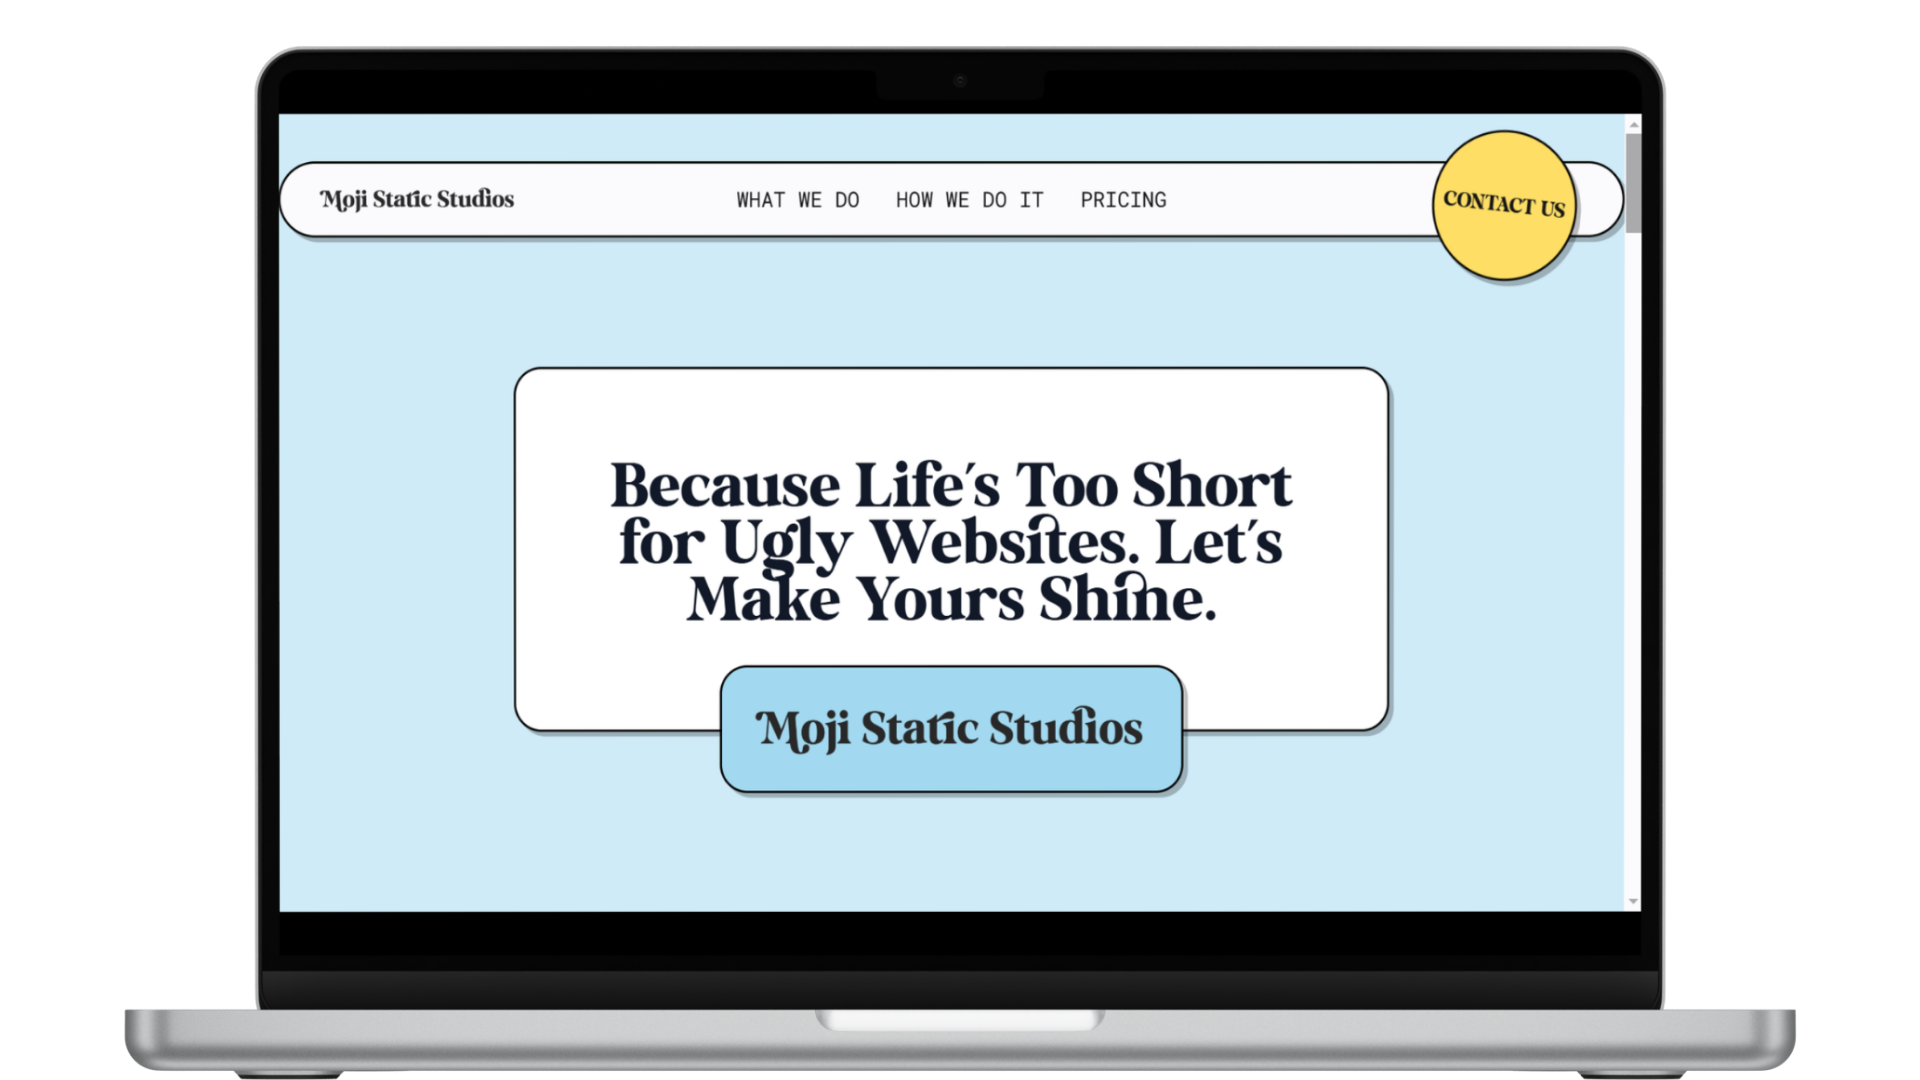 Moji Static Studios
WHAT WE DO HOW WE DO IT PRICING
CONTACT US
Because Life's Too Short
for Ugly Websites. Let's
Make Yours Shine.
Moji Static Studios